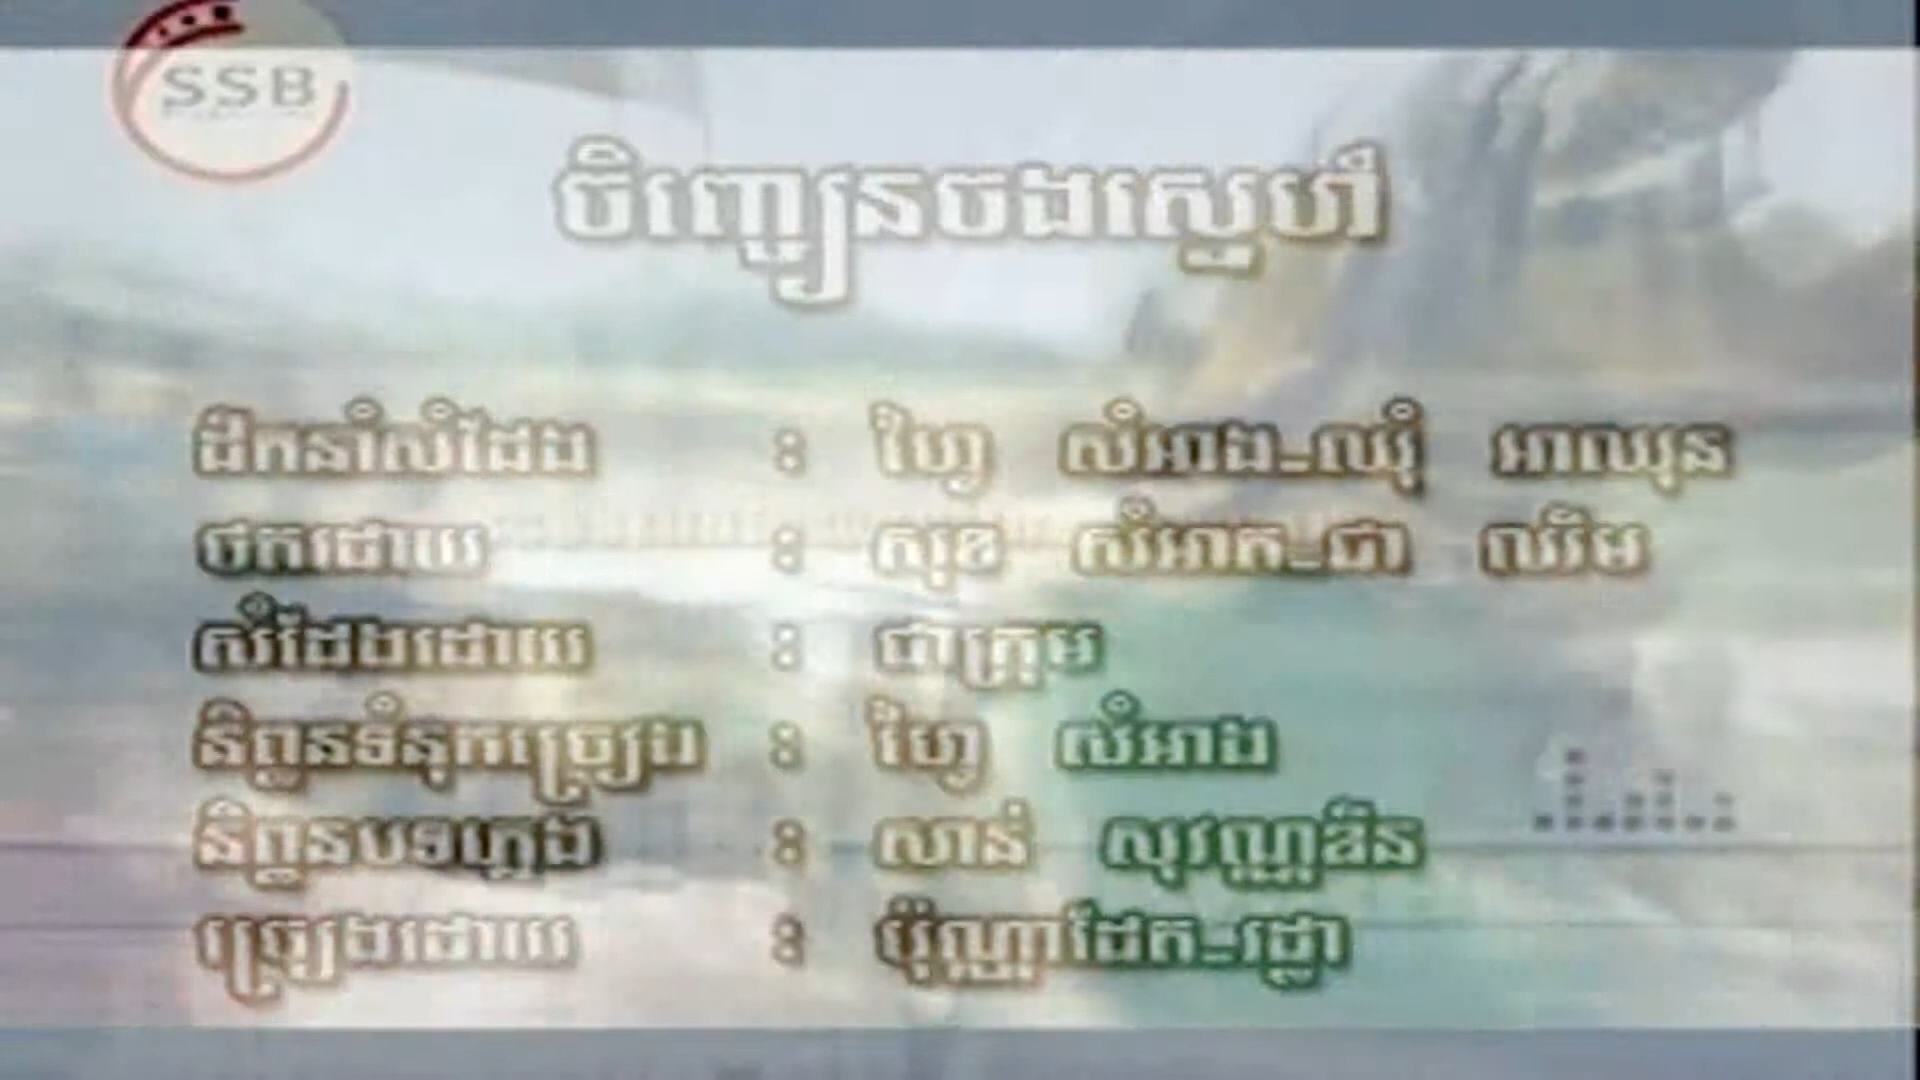 SSB
ចិញ្ចៀនចងស្នេហ៍
ដឹកនាំសំដែង : ហ្វៃ សំអាង-ឈុំ អាឈុន
ថតដោយ : សុខ សំអាត-ជា ឈ័ម
សំដែងដោយ : ជាក្រុម
និពន្ធទំនុកច្រៀង : ហ្វៃ សំអាង
និពន្ធបទភ្លេង : សាន់ សុវណ្ណឌីន
ច្រៀងដោយ : ប៊ុណ្ណាដែត-រដ្ឋា